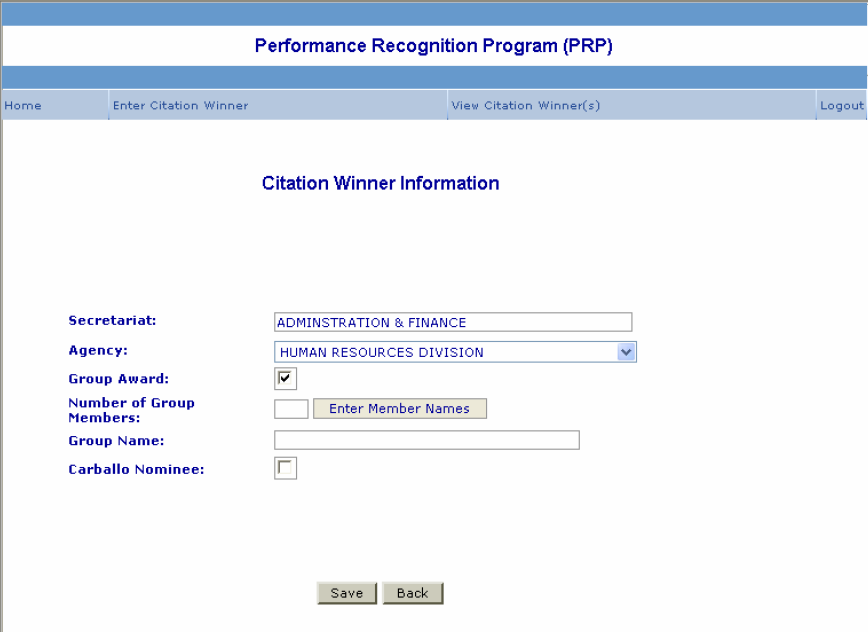 Performance Recognition Program (PRP)
Home Enter Citation Winner View Citation Winner(s) Logout
Citation Winner Information
Secretariat: ADMINSTRATION & FINANCE
Agency: HUMAN RESOURCES DIVISION
Group Award:
Number of Group
Members: Enter Member Names
Group Name:
Carballo Nominee:
Save Back